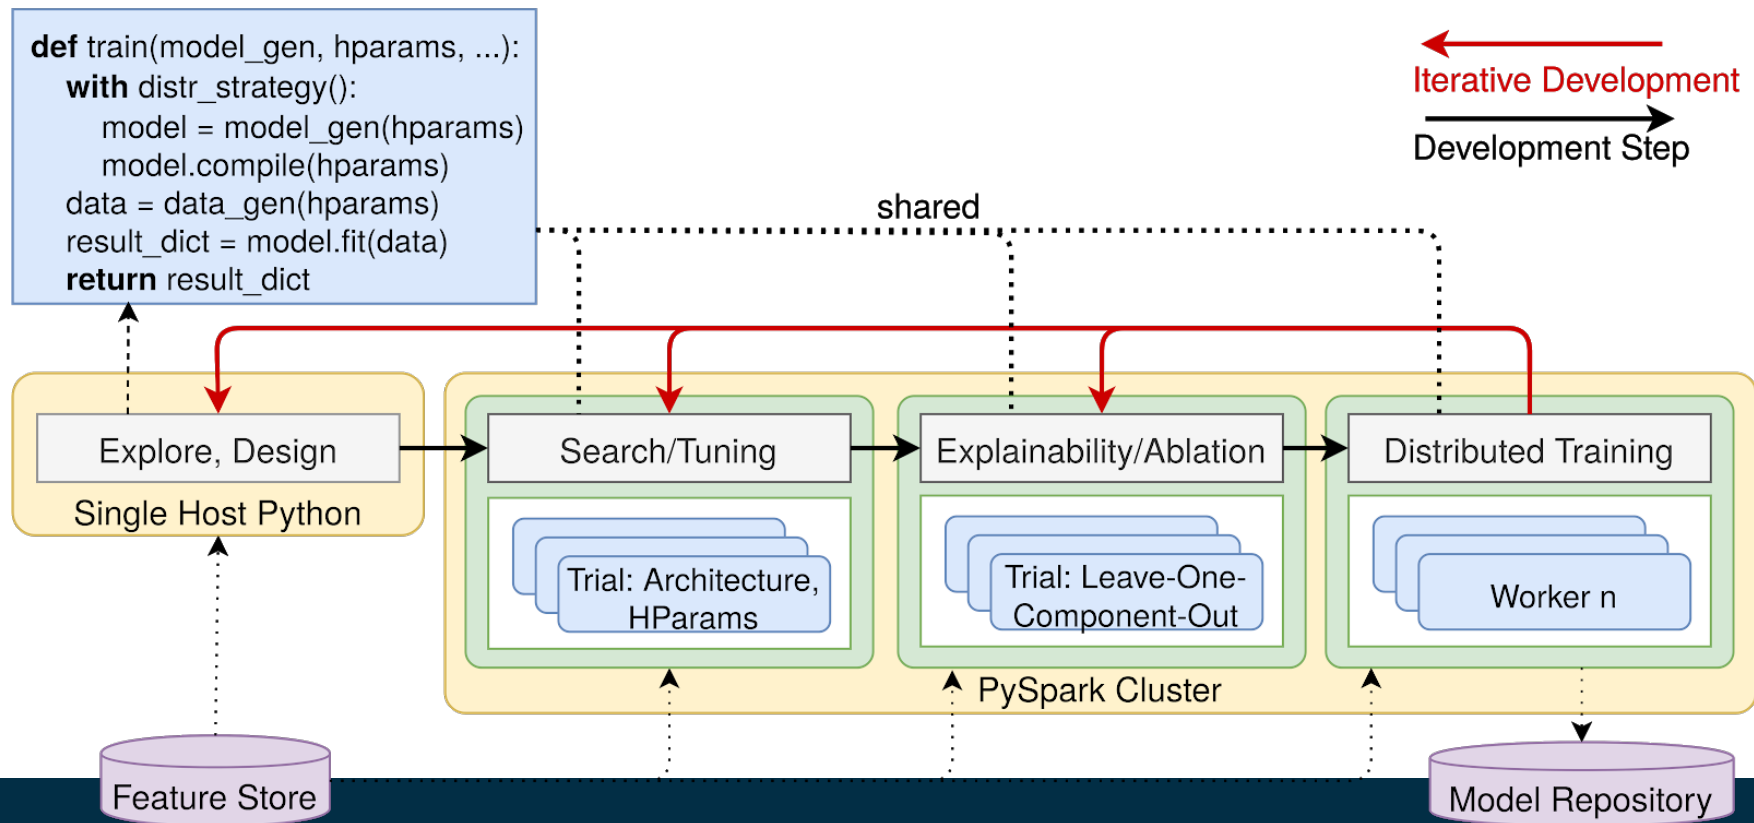 def train(model_gen, hparams, ...):
with distr_strategy():
model = model_gen(hparams)
model.compile(hparams)
data = data_gen(hparams)
result_dict = model.fit(data)
return result_dict
Iterative Development
Development Step
shared
Explore, Design
Single Host Python
Search/Tuning
Trial: Architecture,
HParams
Explainability/Ablation
Trial: Leave-One-
Component-Out
Distributed Training
Worker n
PySpark Cluster
Feature Store
Model Repository